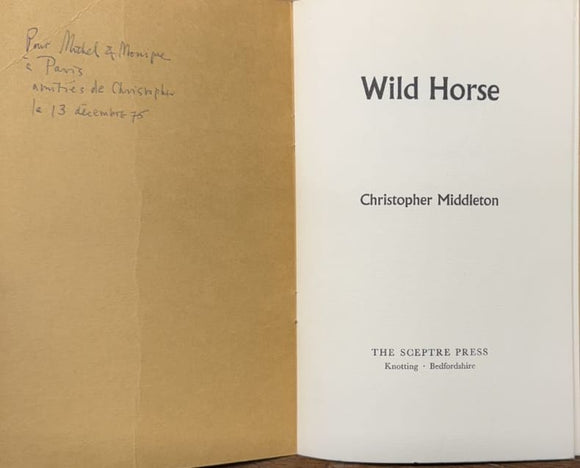 Pour Michel & Monique
à Paris
amitiés de Christopher
le 13 décembre 75
Wild Horse
Christopher Middleton
THE SCEPTRE PRESS
Knotting · Bedfordshire